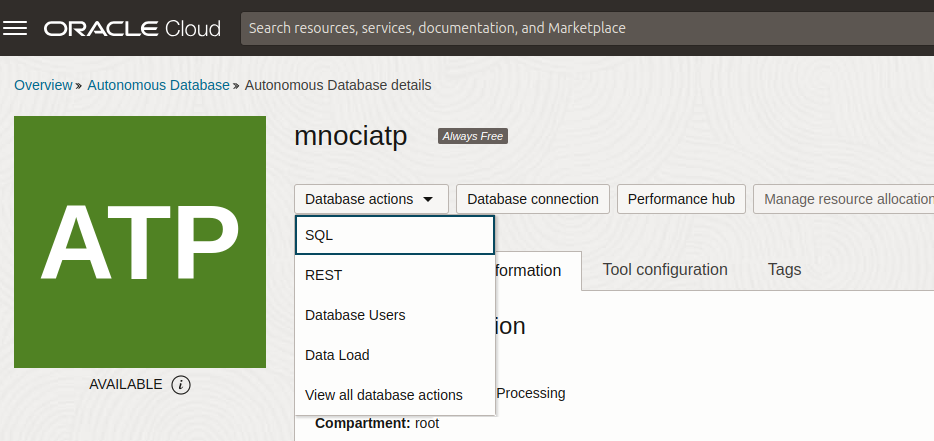 ORACLE Cloud
Search resources, services, documentation, and Marketplace
Overview » Autonomous Database » Autonomous Database details
ATP
AVAILABLE i
mnociatp Always Free
Database actions Database connection Performance hub Manage resource allocation
SQL
REST
Database Users
Data Load
View all database actions
formation Tool configuration Tags
ion
Processing
Compartment: root